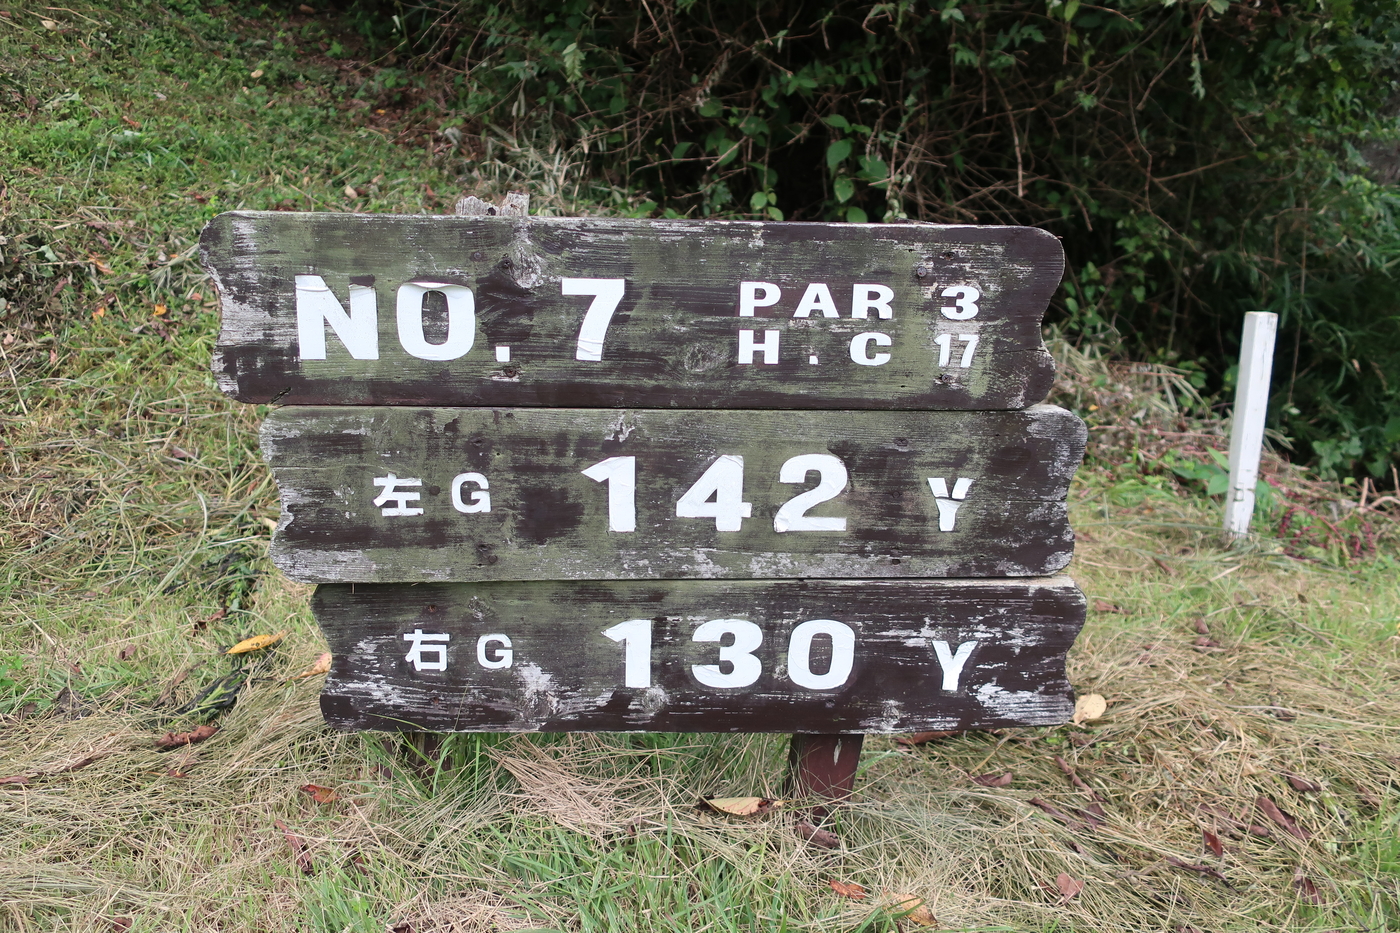 NO. 7 PAR 3
H.C 17
左G 142 Y
右G 130 Y